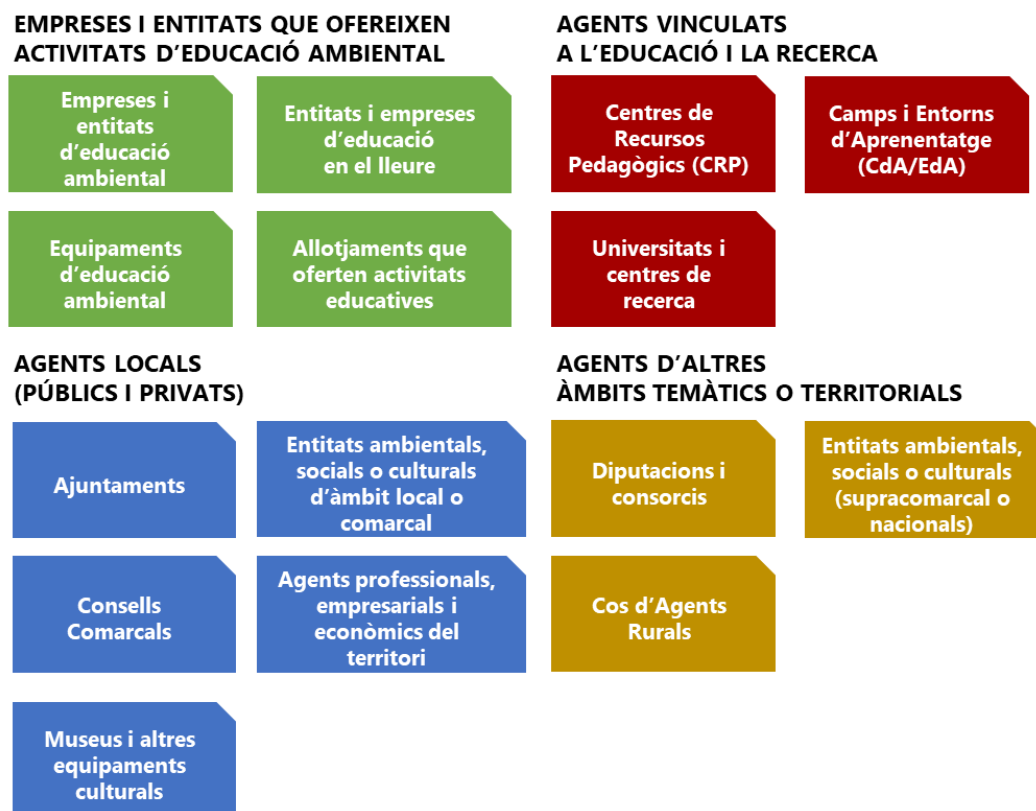 EMPRESES I ENTITATS QUE OFEREIXEN
ACTIVITATS D’EDUCACIÓ AMBIENTAL
Empreses i
entitats
d’educació
ambiental
Entitats i empreses
d’educació
en el lleure
Equipaments
d’educació
ambiental
Allotjaments que
oferten activitats
educatives
AGENTS VINCULATS
A L’EDUCACIÓ I LA RECERCA
Centres de
Recursos
Pedagògics (CRP)
Camps i Entorns
d’Aprenentatge
(CdA/EdA)
Universitats i
centres de
recerca
AGENTS LOCALS
(PÚBLICS I PRIVATS)
Ajuntaments
Entitats ambientals,
socials o culturals
d’àmbit local o
comarcal
Consells
Comarcals
Agents professionals,
empresarials i
econòmics del
territori
Museus i altres
equipaments
culturals
AGENTS D’ALTRES
ÀMBITS TEMÀTICS O TERRITORIALS
Diputacions i
consorcis
Entitats ambientals,
socials o culturals
(supracomarcal o
nacionals)
Cos d’Agents
Rurals